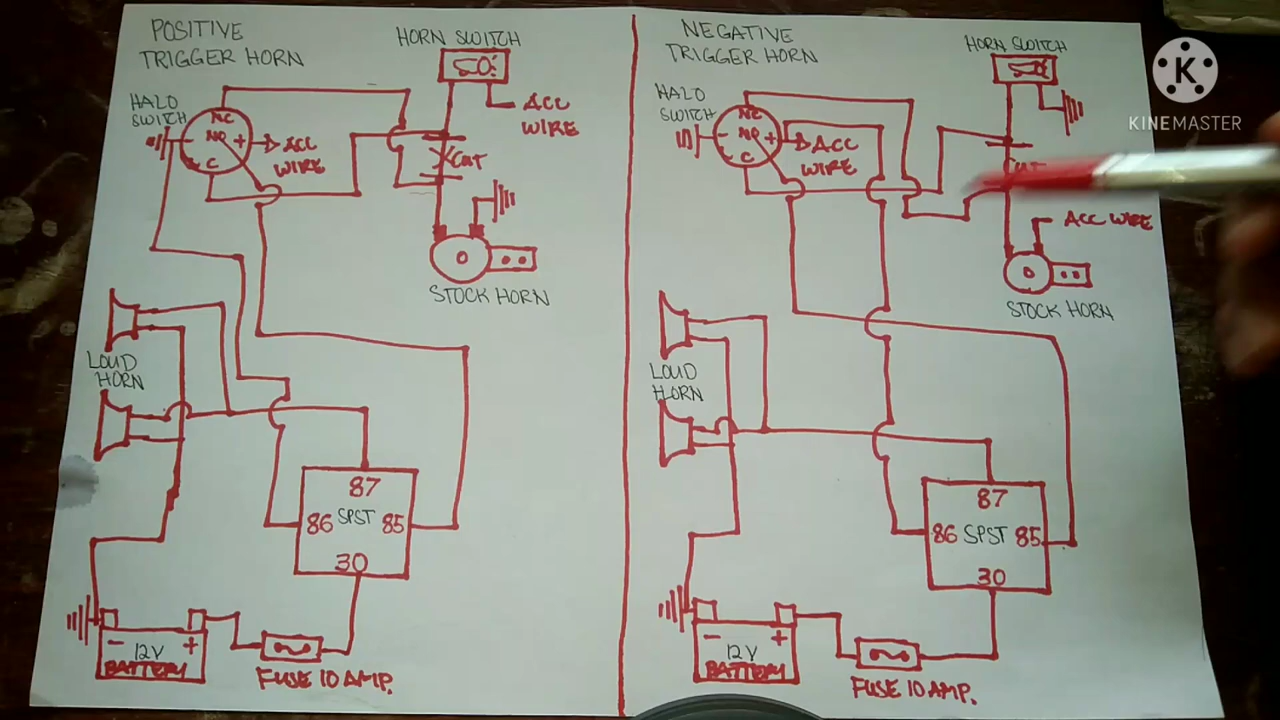 POSITIVE
TRIGGER HORN
HORN SWITCH
ACC
WIRE
HALO
SWITCH
NC
NO
+
-
C
ACC
WIRE
CUT
STOCK HORN
LOUD
HORN
87
86 SPST 85
30
- +
12V
BATTERY
FUSE 10 AMP.
NEGATIVE
TRIGGER HORN
HORN SWITCH
HALO
SWITCH
NC
NO
+
-
C
ACC
WIRE
ACC WIRE
STOCK HORN
LOUD
HORN
87
86 SPST 85
30
- +
12V
BATTERY
FUSE 10 AMP.
K
KINEMASTER